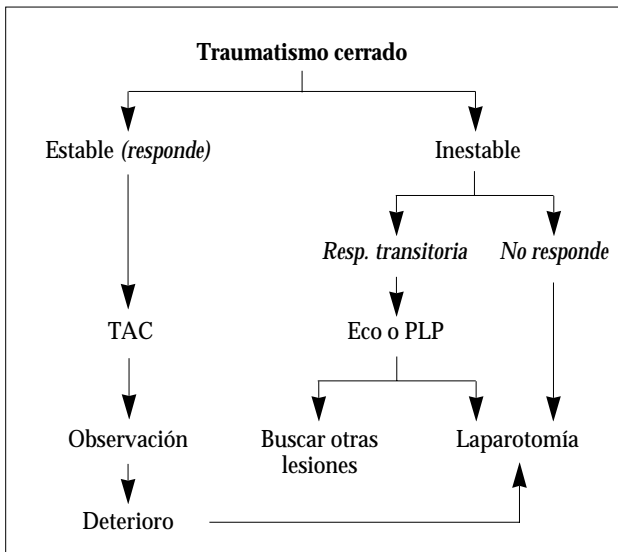 Traumatismo cerrado
Estable (responde)
Inestable
Resp. transitoria
No responde
TAC
Eco o PLP
Observación
Buscar otras
lesiones
Laparotomía
Deterioro